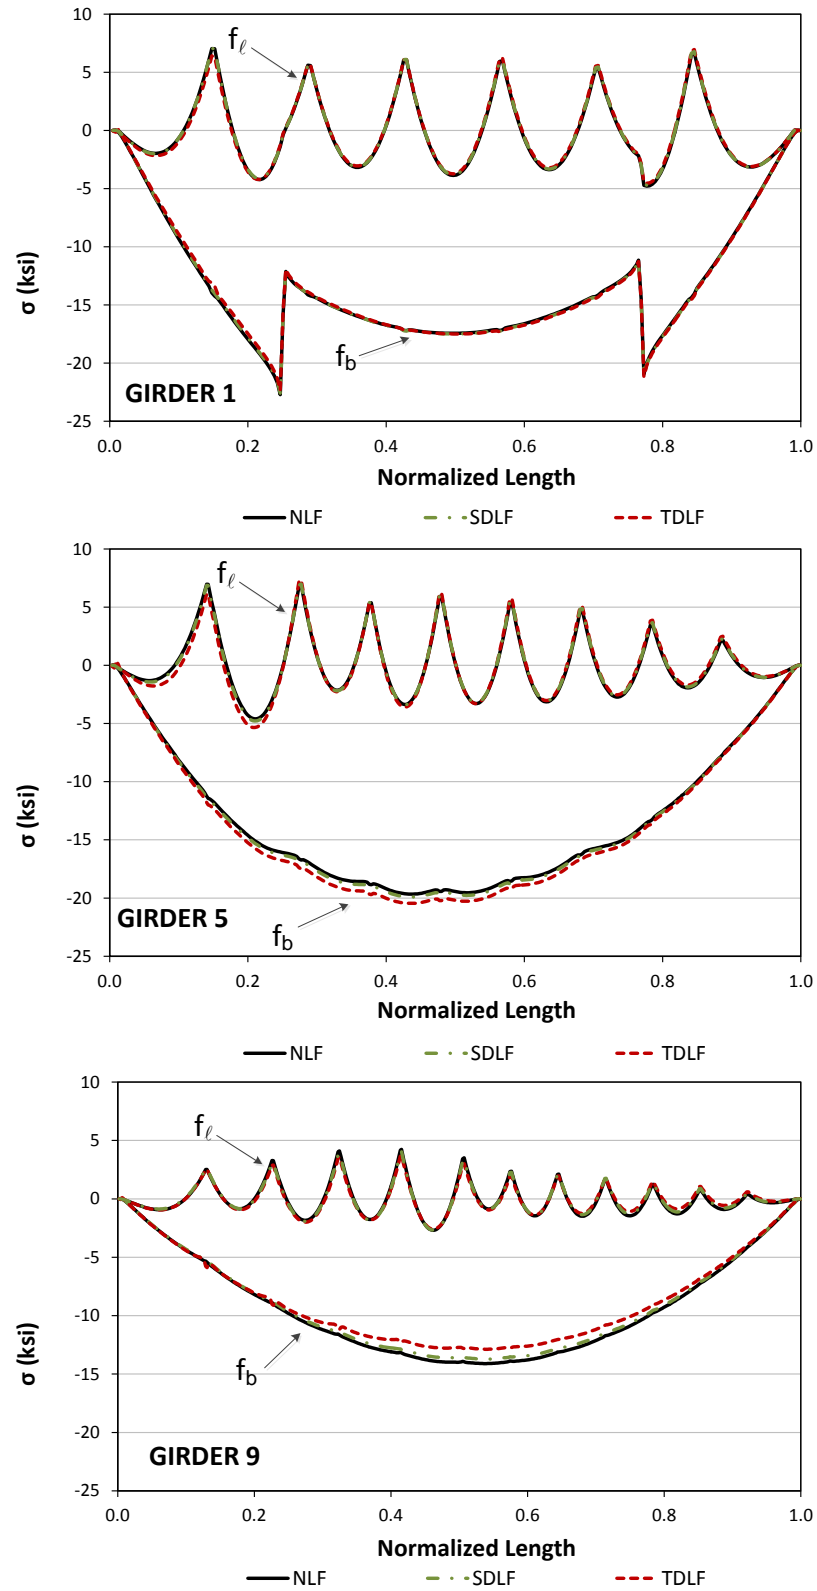 10
5
0
-5
-10
-15
-20
-25
σ (ksi)
fℓ
fb
GIRDER 1
0.0 0.2 0.4 0.6 0.8 1.0
Normalized Length
NLF SDLF TDLF
10
5
0
-5
-10
-15
-20
-25
σ (ksi)
fℓ
fb
GIRDER 5
0.0 0.2 0.4 0.6 0.8 1.0
Normalized Length
NLF SDLF TDLF
10
5
0
-5
-10
-15
-20
-25
σ (ksi)
fℓ
fb
GIRDER 9
0.0 0.2 0.4 0.6 0.8 1.0
Normalized Length
NLF SDLF TDLF